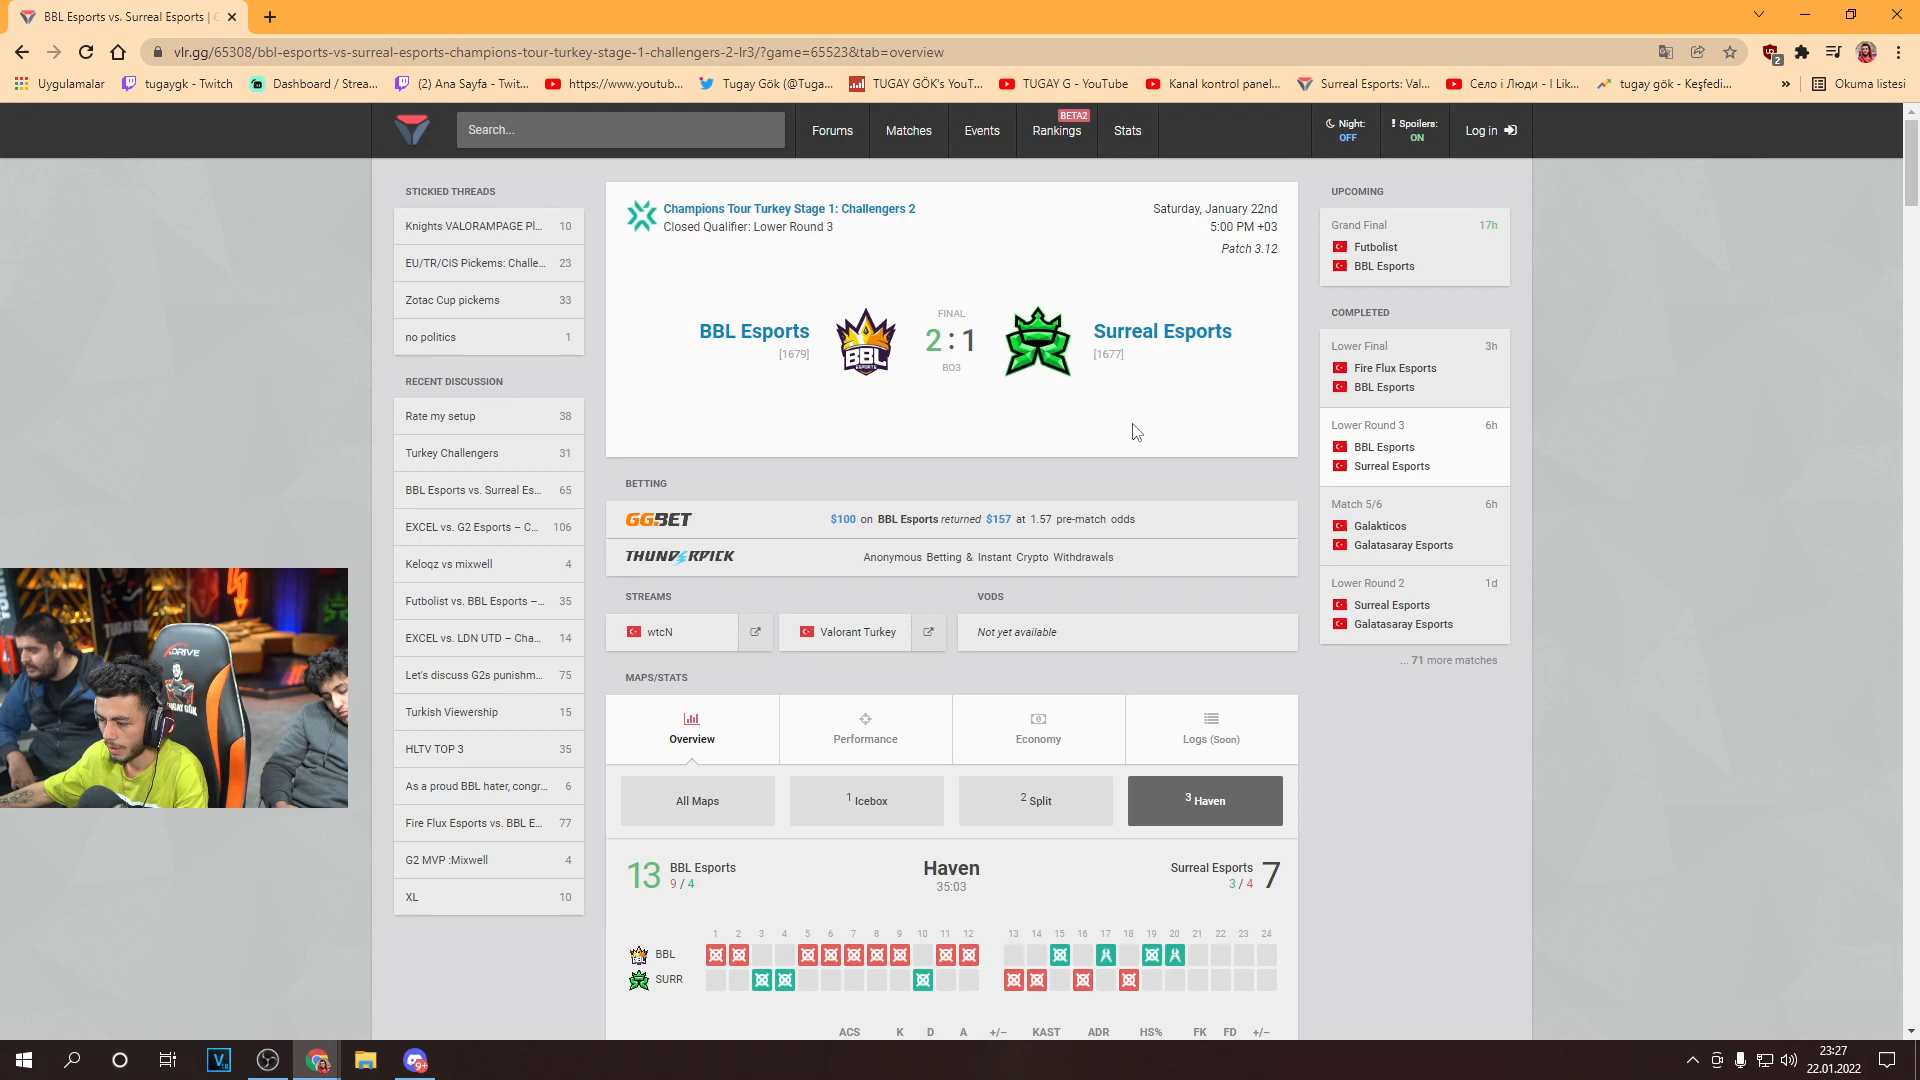 BBL Esports vs. Surreal Esports |
vlr.gg/65308/bbl-esports-vs-surreal-esports-champions-tour-turkey-stage-1-challengers-2-lr3/?game=65523&tab=overview
2
Uygulamalar
tugaygk - Twitch
Dashboard / Strea...
(2) Ana Sayfa - Twit...
https://www.youtub...
Tugay Gök (@Tuga...
TUGAY GÖK's YouT...
TUGAY G - YouTube
Kanal kontrol panel...
Surreal Esports: Val...
Село і Люди - I Lik...
tugay gök - Keşfedi...
»
Okuma listesi
Search...
Forums
Matches
Events
BETA2
Rankings
Stats
Night:
OFF
! Spoilers:
ON
Log in
STICKIED THREADS
Knights VALORAMPAGE Pl... 10
EU/TR/CIS Pickems: Challe... 23
Zotac Cup pickems 33
no politics 1
RECENT DISCUSSION
Rate my setup 38
Turkey Challengers 31
BBL Esports vs. Surreal Es... 65
EXCEL vs. G2 Esports – C... 106
Keloqz vs mixwell 4
Futbolist vs. BBL Esports –... 35
EXCEL vs. LDN UTD – Cha... 14
Let's discuss G2s punishm... 75
Turkish Viewership 15
HLTV TOP 3 35
As a proud BBL hater, congr... 6
Fire Flux Esports vs. BBL E... 77
G2 MVP :Mixwell 4
XL 10
Champions Tour Turkey Stage 1: Challengers 2
Closed Qualifier: Lower Round 3
Saturday, January 22nd
5:00 PM +03
Patch 3.12
BBL Esports
[1679]
BBL
ESPORTS
FINAL
2 : 1
BO3
Surreal Esports
[1677]
BETTING
GGBET
$100 on BBL Esports returned $157 at 1.57 pre-match odds
THUNDERPICK
Anonymous Betting & Instant Crypto Withdrawals
STREAMS
wtcN
Valorant Turkey
VODS
Not yet available
MAPS/STATS
Overview
Performance
Economy
Logs (Soon)
All Maps
1 Icebox
2 Split
3 Haven
13
BBL Esports
9 / 4
Haven
35:03
Surreal Esports
3 / 4
7
1 2 3 4 5 6 7 8 9 10 11 12 13 14 15 16 17 18 19 20 21 22 23 24
BBL
SURR
ACS K D A +/– KAST ADR HS% FK FD +/–
UPCOMING
Grand Final 17h
Futbolist
BBL Esports
COMPLETED
Lower Final 3h
Fire Flux Esports
BBL Esports
Lower Round 3 6h
BBL Esports
Surreal Esports
Match 5/6 6h
Galakticos
Galatasaray Esports
Lower Round 2 1d
Surreal Esports
Galatasaray Esports
... 71 more matches
XDRIVE
TUGAY GÖK
9+
23:27
22.01.2022